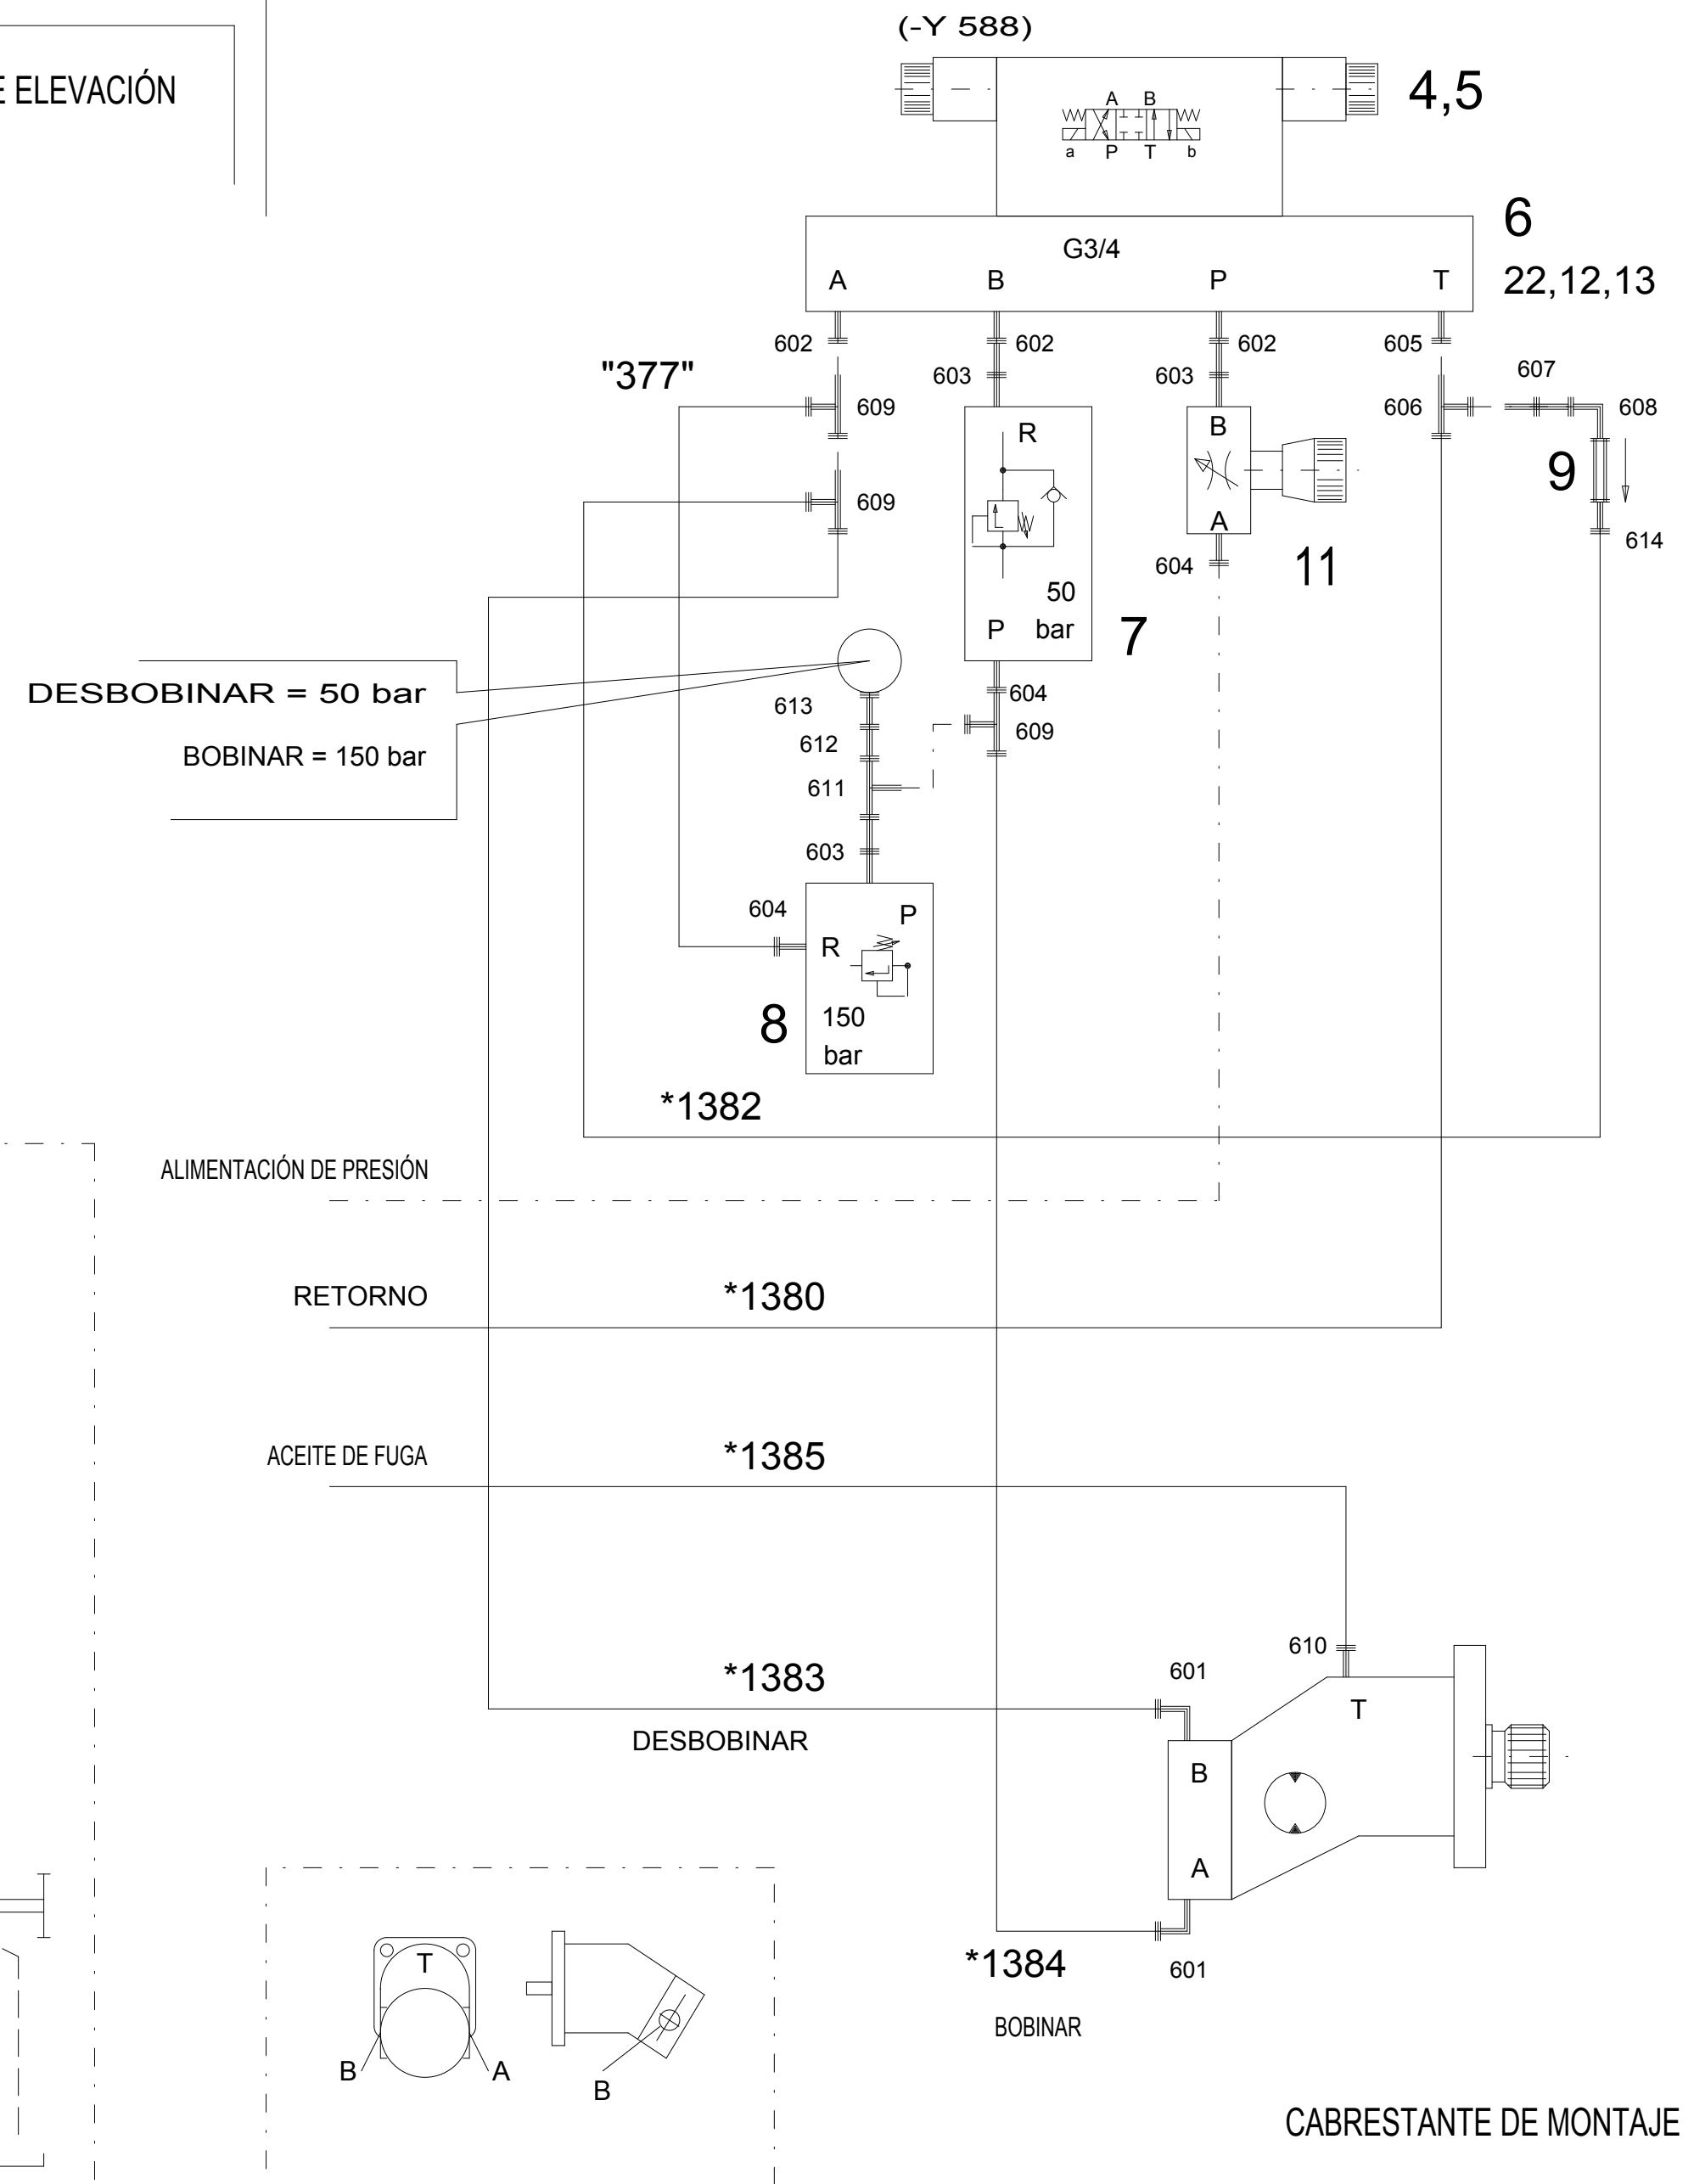 (-Y 588)
E ELEVACIÓN
4,5
A B
a P T b
6
G3/4
A B P T
22,12,13
602 602 602 605
"377"
603 603 607
609 606 608
R B
609
9
A
614
604 11
50
P bar 7
DESBOBINAR = 50 bar
613 604
612 609
BOBINAR = 150 bar
611
603
604 P
R
8 150
bar
*1382
ALIMENTACIÓN DE PRESIÓN
RETORNO *1380
ACEITE DE FUGA *1385
610
*1383 601
T
DESBOBINAR
B
A
*1384 601
T
BOBINAR
B A B
CABRESTANTE DE MONTAJE